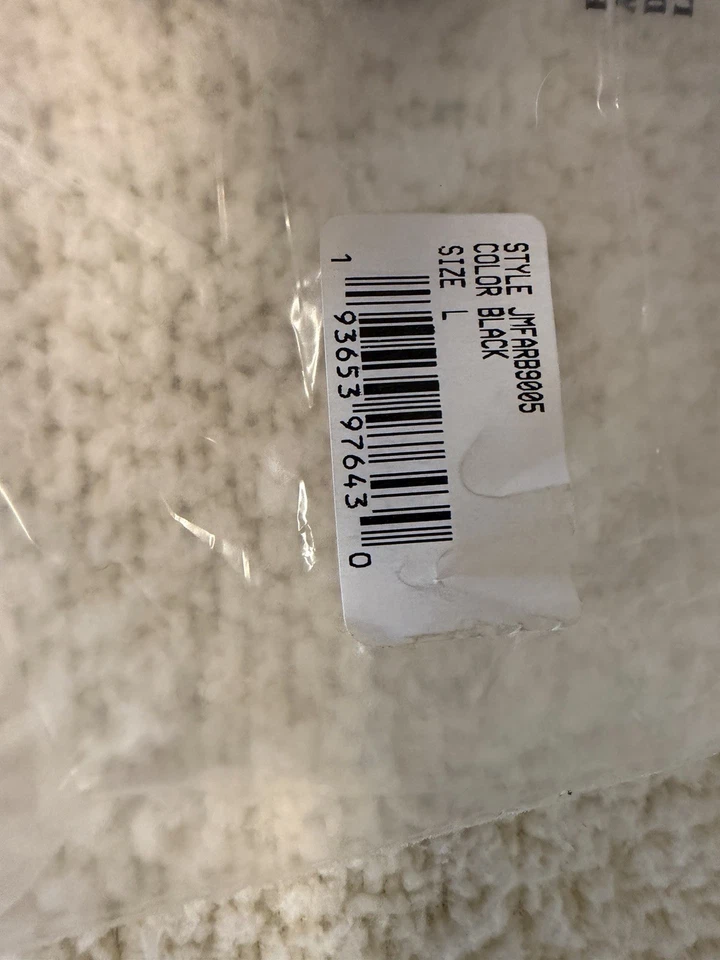 STYLE JMFARB9005
COLOR BLACK
SIZE L
1 93653 97643 0